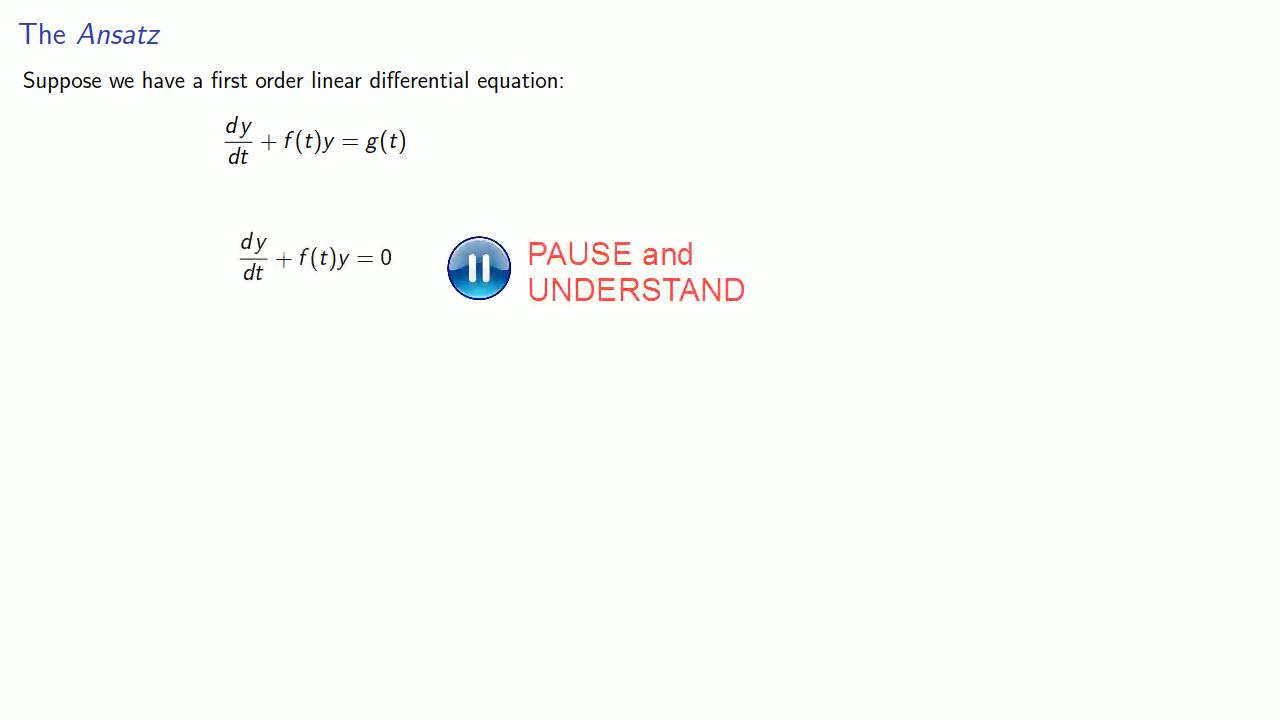 The Ansatz
Suppose we have a first order linear differential equation:
dy/dt + f(t)y = g(t)
dy/dt + f(t)y = 0
PAUSE and
UNDERSTAND